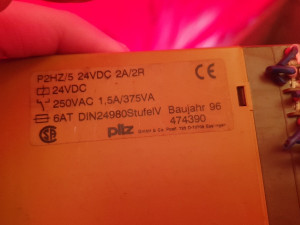 P2HZ/5 24VDC 2A/2R
24VDC CE
250VAC 1,5A/375VA
6AT DIN24980StufeIV Baujahr 96
pilz 474390